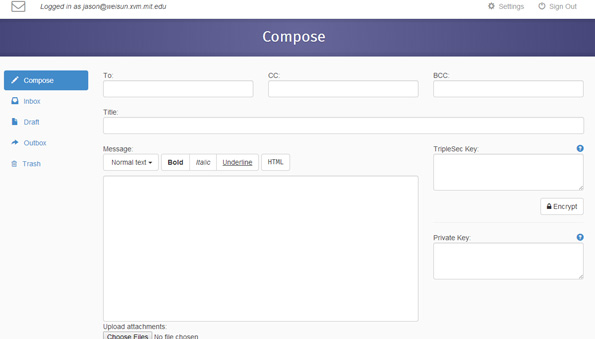 Logged in as jason@weisun.xvm.mit.edu
Settings
Sign Out
Compose
Compose
Inbox
Draft
Outbox
Trash
To:
CC:
BCC:
Title:
Message:
Normal text
Bold
Italic
Underline
HTML
TripleSec Key:
Encrypt
Private Key:
Upload attachments:
Choose Files No file chosen